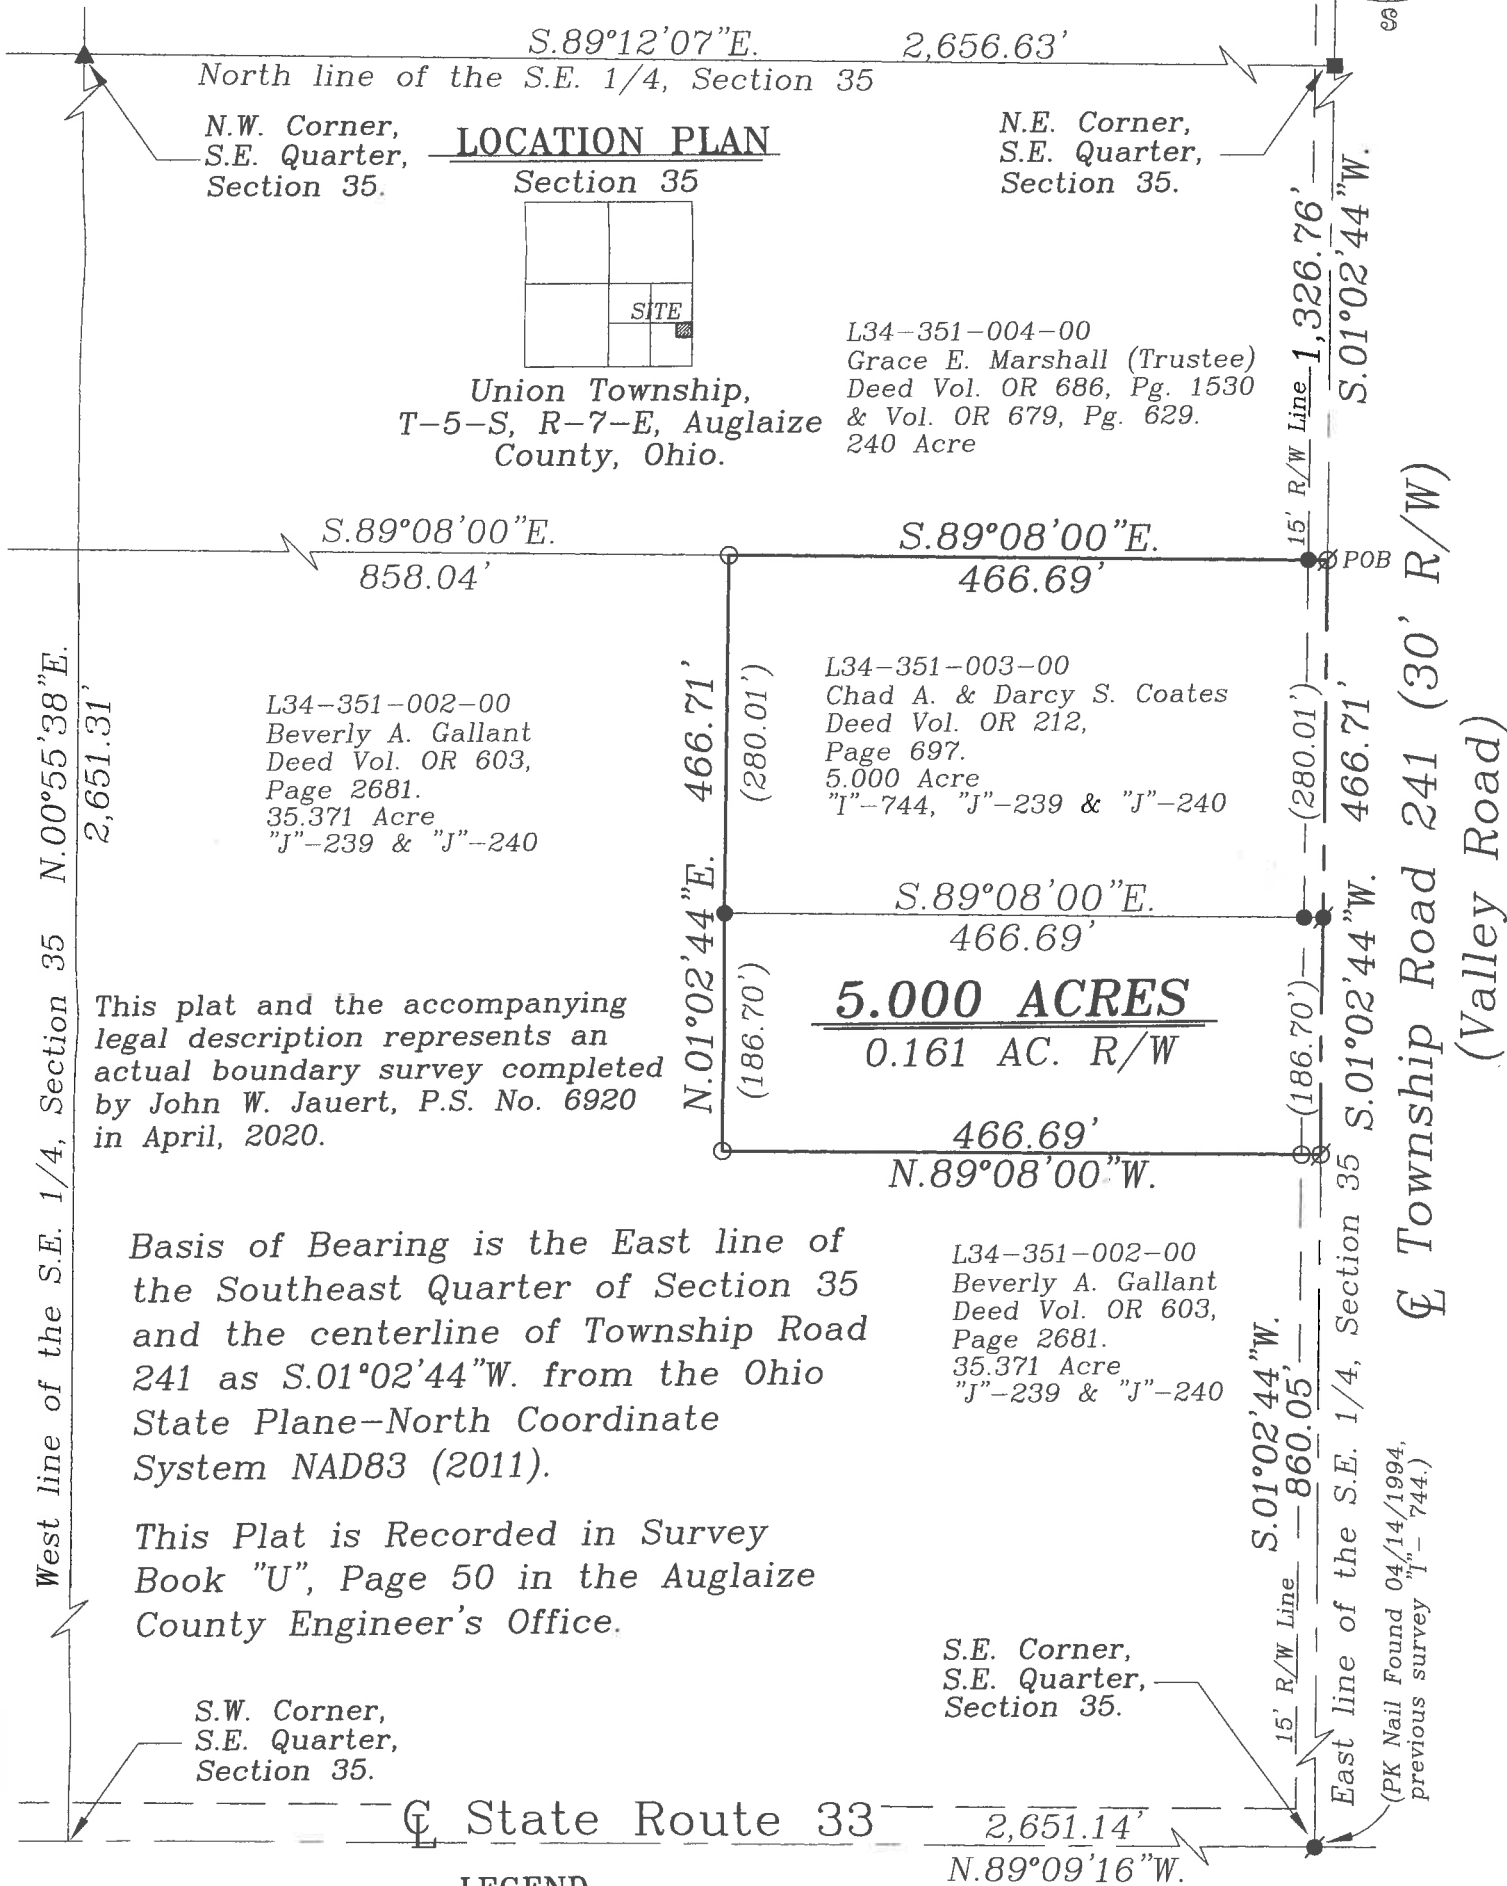 S.89°12'07"E. 2,656.63'
North line of the S.E. 1/4, Section 35
N.W. Corner,
S.E. Quarter,
Section 35.
LOCATION PLAN
Section 35
SITE
Union Township,
T-5-S, R-7-E, Auglaize
County, Ohio.
N.E. Corner,
S.E. Quarter,
Section 35.
L34-351-004-00
Grace E. Marshall (Trustee)
Deed Vol. OR 686, Pg. 1530
& Vol. OR 679, Pg. 629.
240 Acre
15' R/W Line 1,326.76'
S.01°02'44"W.
S.89°08'00"E.
858.04'
S.89°08'00"E.
466.69'
POB
West line of the S.E. 1/4, Section 35 N.00°55'38"E.
2,651.31'
L34-351-002-00
Beverly A. Gallant
Deed Vol. OR 603,
Page 2681.
35.371 Acre
"J"-239 & "J"-240
N.01°02'44"E. 466.71'
(280.01')
(186.70')
L34-351-003-00
Chad A. & Darcy S. Coates
Deed Vol. OR 212,
Page 697.
5.000 Acre
"I"-744, "J"-239 & "J"-240
(280.01')
(186.70')
S.01°02'44"W. 466.71'
℄ Township Road 241 (30' R/W)
(Valley Road)
S.89°08'00"E.
466.69'
5.000 ACRES
0.161 AC. R/W
466.69'
N.89°08'00"W.
This plat and the accompanying
legal description represents an
actual boundary survey completed
by John W. Jauert, P.S. No. 6920
in April, 2020.
Basis of Bearing is the East line of
the Southeast Quarter of Section 35
and the centerline of Township Road
241 as S.01°02'44"W. from the Ohio
State Plane-North Coordinate
System NAD83 (2011).
This Plat is Recorded in Survey
Book "U", Page 50 in the Auglaize
County Engineer's Office.
L34-351-002-00
Beverly A. Gallant
Deed Vol. OR 603,
Page 2681.
35.371 Acre
"J"-239 & "J"-240
S.01°02'44"W.
15' R/W Line 860.05'
East line of the S.E. 1/4, Section 35
(PK Nail Found 04/14/1994,
previous survey "I"- 744.)
S.W. Corner,
S.E. Quarter,
Section 35.
S.E. Corner,
S.E. Quarter,
Section 35.
℄ State Route 33
2,651.14'
N.89°09'16"W.
LEGEND